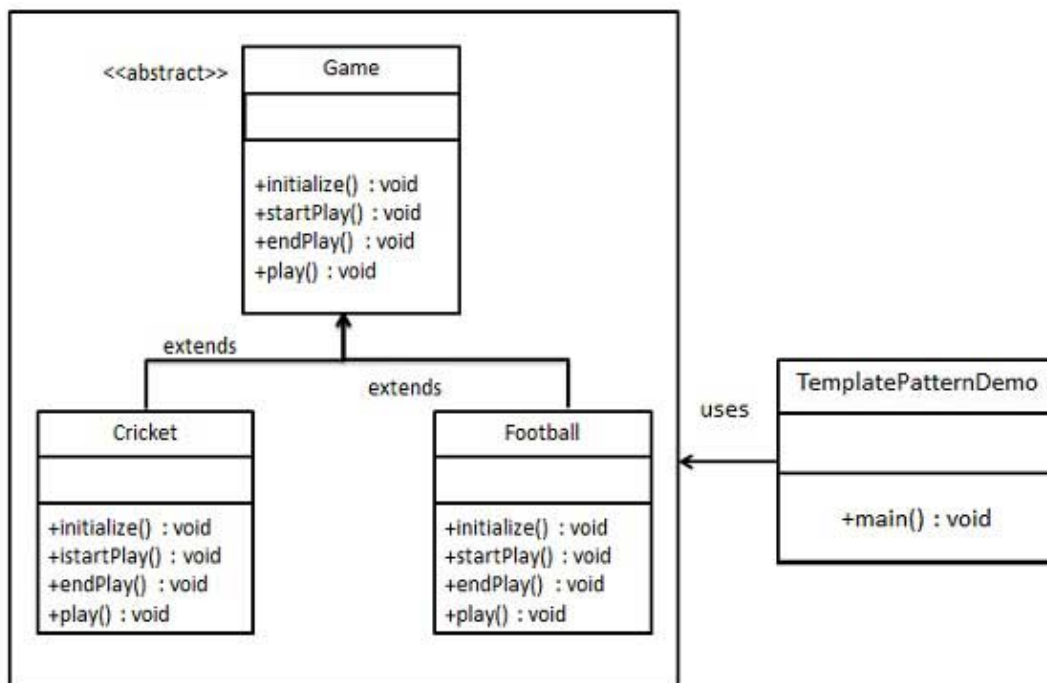 <<abstract>>
Game
+initialize() : void
+startPlay() : void
+endPlay() : void
+play() : void
extends
extends
Cricket
+initialize() : void
+istartPlay() : void
+endPlay() : void
+play() : void
Football
+initialize() : void
+startPlay() : void
+endPlay() : void
+play() : void
uses
TemplatePatternDemo
+main() : void